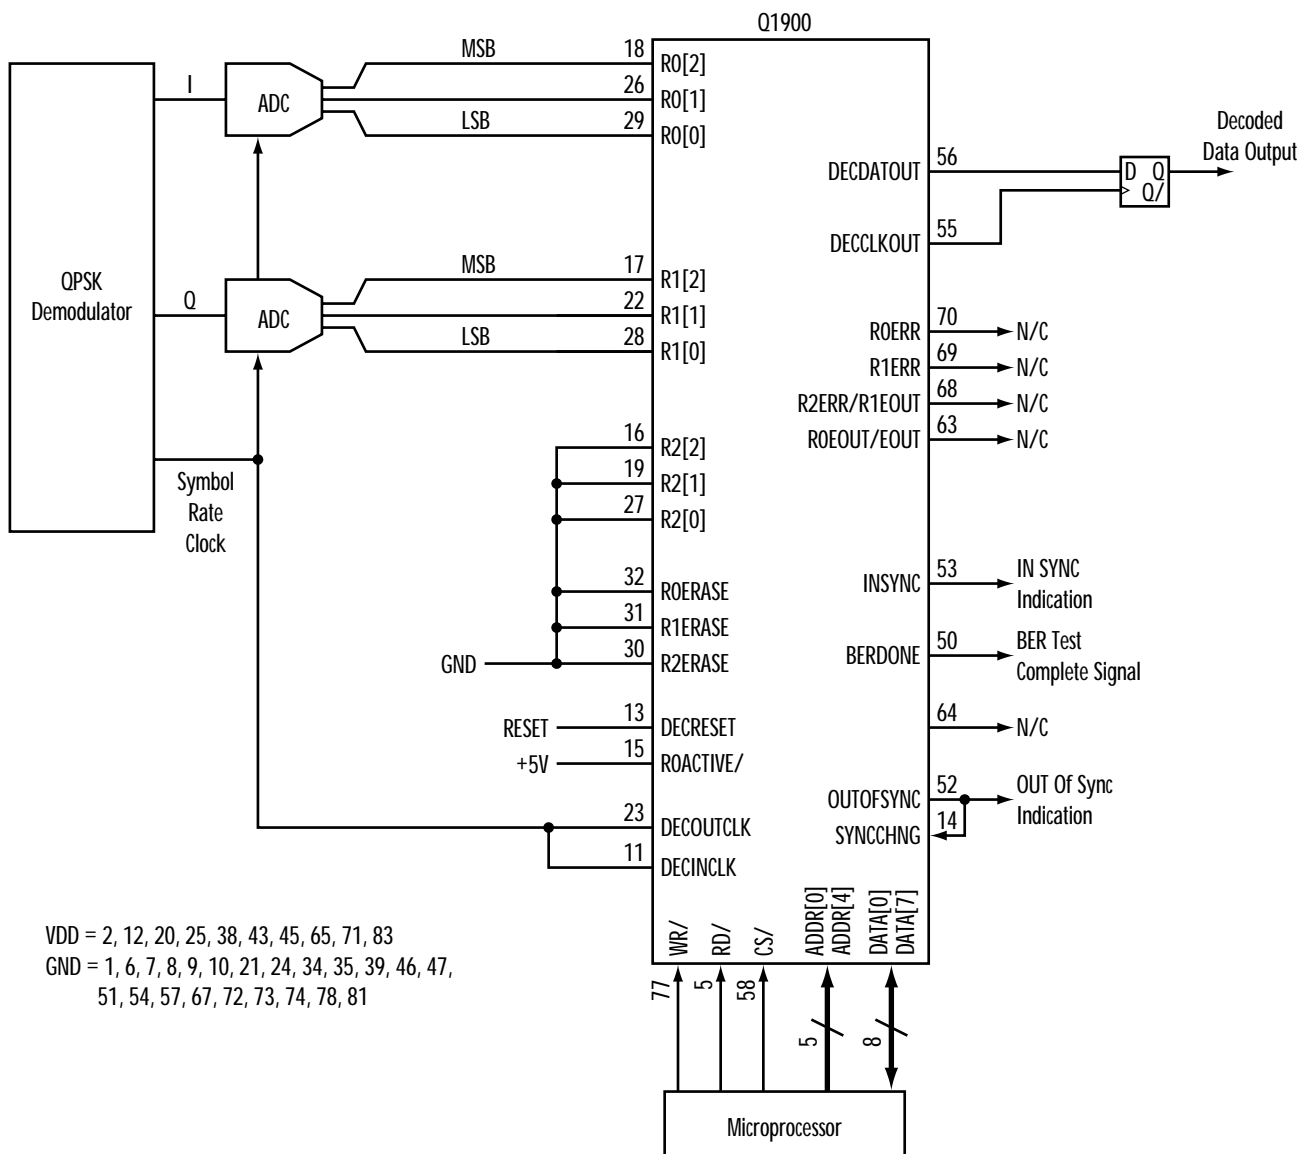 Q1900
QPSK
Demodulator
I
Q
Symbol
Rate
Clock
ADC
ADC
MSB
LSB
MSB
LSB
18 R0[2]
26 R0[1]
29 R0[0]
17 R1[2]
22 R1[1]
28 R1[0]
16 R2[2]
19 R2[1]
27 R2[0]
32 R0ERASE
31 R1ERASE
GND 30 R2ERASE
RESET 13 DECRESET
+5V 15 R0ACTIVE/
23 DECOUTCLK
11 DECINCLK
DECDATOUT 56
DECCLKOUT 55
D Q
Q/
Decoded
Data Output
R0ERR 70 N/C
R1ERR 69 N/C
R2ERR/R1EOUT 68 N/C
R0EOUT/EOUT 63 N/C
INSYNC 53 IN SYNC
Indication
BERDONE 50 BER Test
Complete Signal
64 N/C
OUTOFSYNC 52 OUT Of Sync
Indication
SYNCCHNG 14
WR/
RD/
CS/
ADDR[0]
ADDR[4]
DATA[0]
DATA[7]
77
5
58
5
8
Microprocessor
VDD = 2, 12, 20, 25, 38, 43, 45, 65, 71, 83
GND = 1, 6, 7, 8, 9, 10, 21, 24, 34, 35, 39, 46, 47,
51, 54, 57, 67, 72, 73, 74, 78, 81